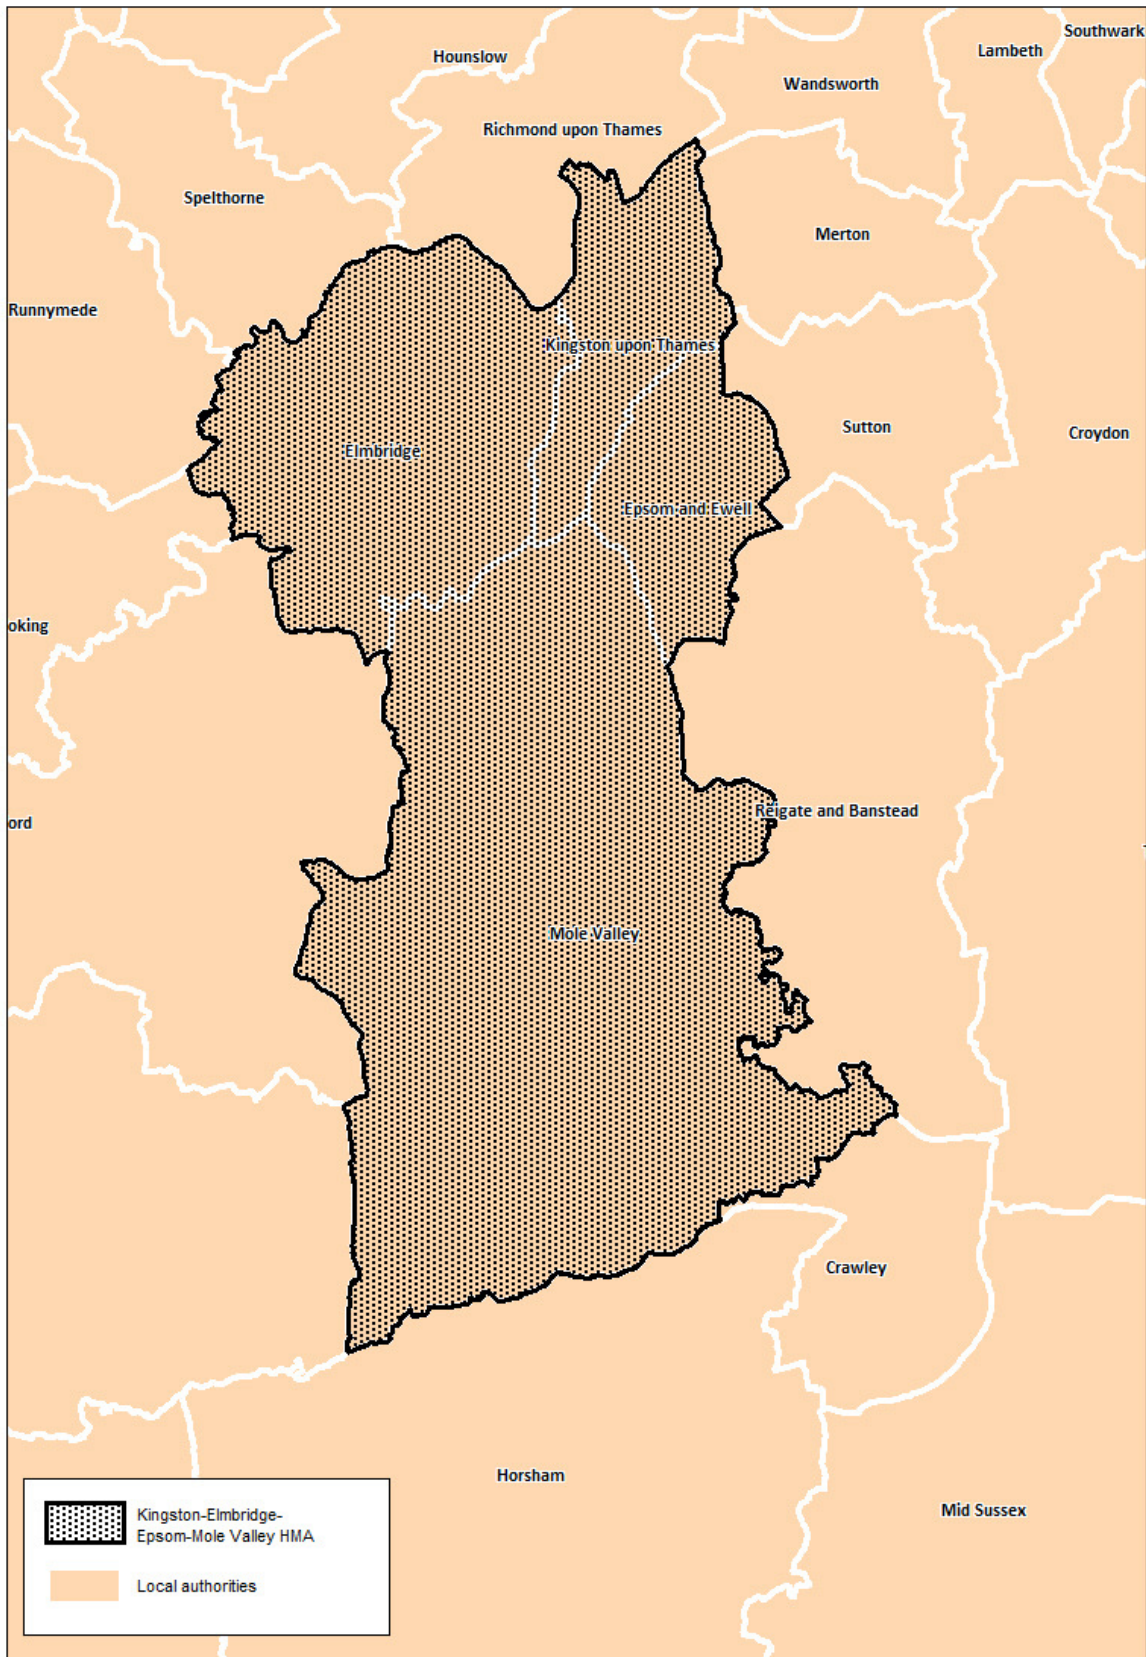 Southwark
Lambeth
Hounslow
Wandsworth
Richmond upon Thames
Spelthorne
Merton
Runnymede
Kingston upon Thames
Sutton
Croydon
Elmbridge
Epsom and Ewell
oking
Reigate and Banstead
ord
Mole Valley
Crawley
Horsham
Mid Sussex
Kingston-Elmbridge-
Epsom-Mole Valley HMA
Local authorities